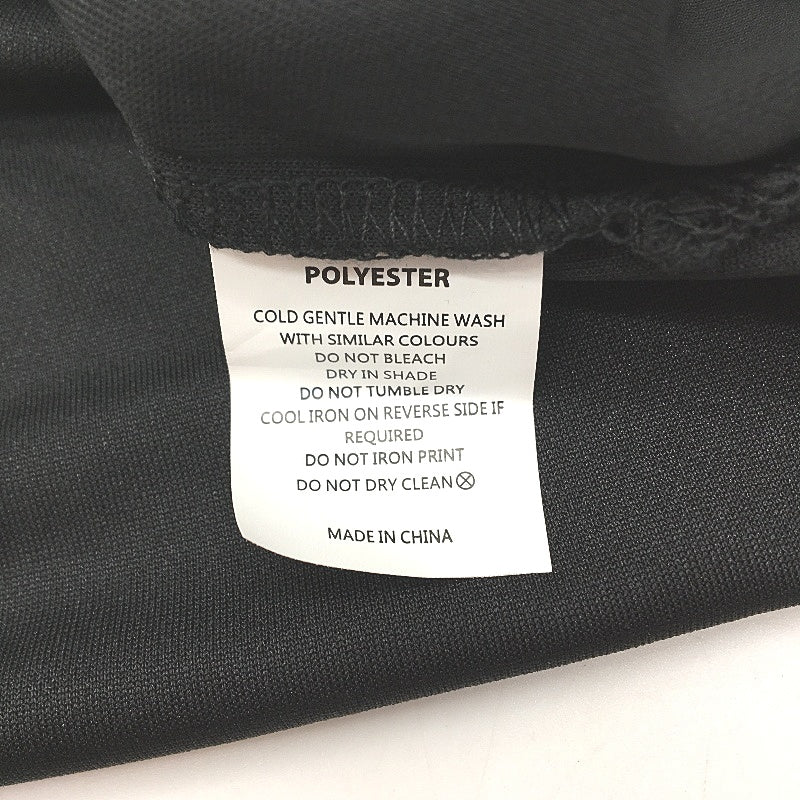 POLYESTER
COLD GENTLE MACHINE WASH
WITH SIMILAR COLOURS
DO NOT BLEACH
DRY IN SHADE
DO NOT TUMBLE DRY
COOL IRON ON REVERSE SIDE IF
REQUIRED
DO NOT IRON PRINT
DO NOT DRY CLEAN
MADE IN CHINA